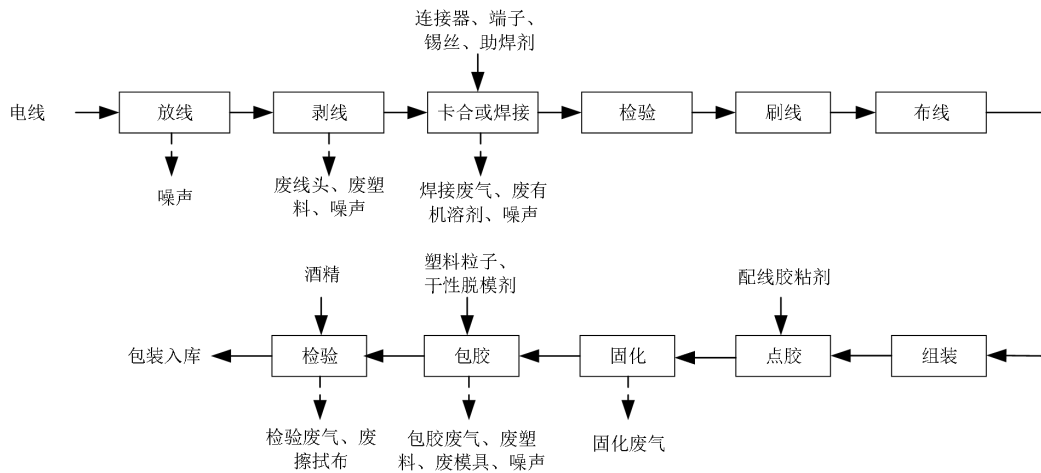 连接器、端子、
锡丝、助焊剂
电线
放线
剥线
卡合或焊接
检验
刷线
布线
噪声
废线头、废塑
料、噪声
焊接废气、废有
机溶剂、噪声
酒精
塑料粒子、
干性脱模剂
配线胶粘剂
包装入库
检验
包胶
固化
点胶
组装
检验废气、废
擦拭布
包胶废气、废塑
料、废模具、噪声
固化废气